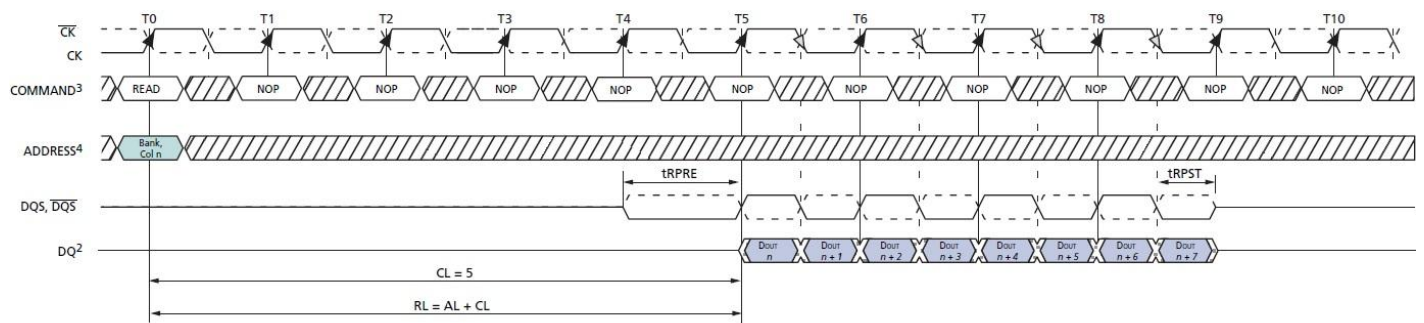 T0 T1 T2 T3 T4 T5 T6 T7 T8 T9 T10
CK
CK
COMMAND3 READ NOP NOP NOP NOP NOP NOP NOP NOP NOP NOP
ADDRESS4 Bank,
Col n
tRPRE tRPST
DQS, DQS
DQ2 DOUT DOUT DOUT DOUT DOUT DOUT DOUT DOUT
n n + 1 n + 2 n + 3 n + 4 n + 5 n + 6 n + 7
CL = 5
RL = AL + CL